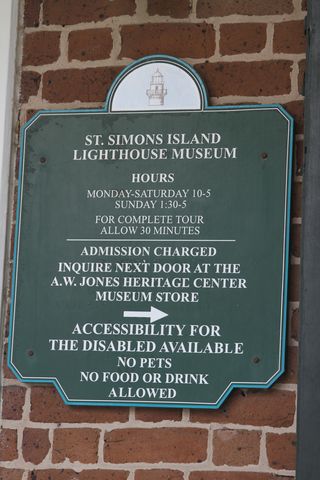 ST. SIMONS ISLAND
LIGHTHOUSE MUSEUM
HOURS
MONDAY-SATURDAY 10-5
SUNDAY 1:30-5
FOR COMPLETE TOUR
ALLOW 30 MINUTES
ADMISSION CHARGED
INQUIRE NEXT DOOR AT THE
A.W. JONES HERITAGE CENTER
MUSEUM STORE
ACCESSIBILITY FOR
THE DISABLED AVAILABLE
NO PETS
NO FOOD OR DRINK
ALLOWED